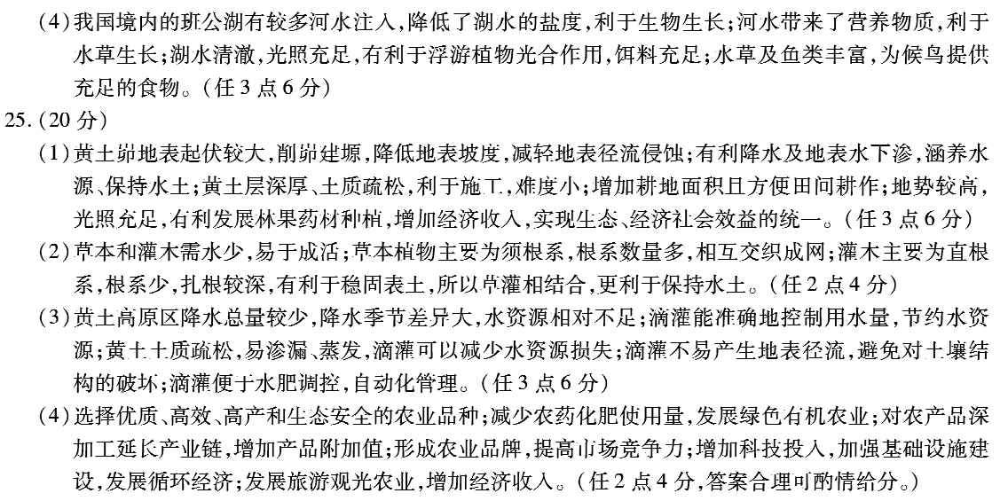 (4)我国境内的班公湖有较多河水注入,降低了湖水的盐度,利于生物生长;河水带来了营养物质,利于
水草生长;湖水清澈,光照充足,有利于浮游植物光合作用,饵料充足;水草及鱼类丰富,为候鸟提供
充足的食物。(任3点6分)
25.(20分)
(1)黄土峁地表起伏较大,削峁建塬,降低地表坡度,减轻地表径流侵蚀;有利降水及地表水下渗,涵养水
源、保持水土;黄土层深厚、土质疏松,利于施工,难度小;增加耕地面积且方便田间耕作;地势较高,
光照充足,有利发展林果药材种植,增加经济收入,实现生态、经济社会效益的统一。(任3点6分)
(2)草本和灌木需水少,易于成活;草本植物主要为须根系,根系数量多,相互交织成网;灌木主要为直根
系,根系少,扎根较深,有利于稳固表土,所以草灌相结合,更利于保持水土。(任2点4分)
(3)黄土高原区降水总量较少,降水季节差异大,水资源相对不足;滴灌能准确地控制用水量,节约水资
源;黄土土质疏松,易渗漏、蒸发,滴灌可以减少水资源损失;滴灌不易产生地表径流,避免对土壤结
构的破坏;滴灌便于水肥调控,自动化管理。(任3点6分)
(4)选择优质、高效、高产和生态安全的农业品种;减少农药化肥使用量,发展绿色有机农业;对农产品深
加工延长产业链,增加产品附加值;形成农业品牌,提高市场竞争力;增加科技投入,加强基础设施建
设,发展循环经济;发展旅游观光农业,增加经济收入。(任2点4分,答案合理可酌情给分。)